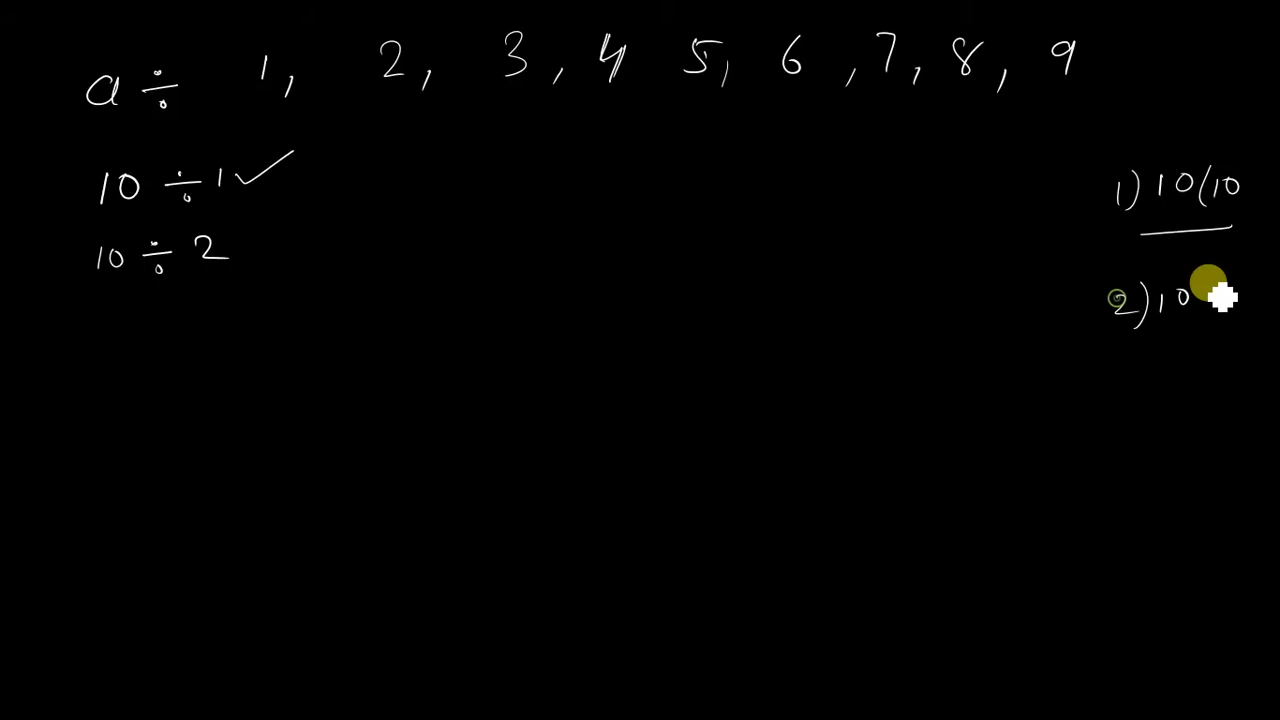 a ÷ 1, 2, 3, 4 5, 6, 7, 8, 9
10 ÷ 1 ✓
1) 10 (10
10 ÷ 2
2) 10